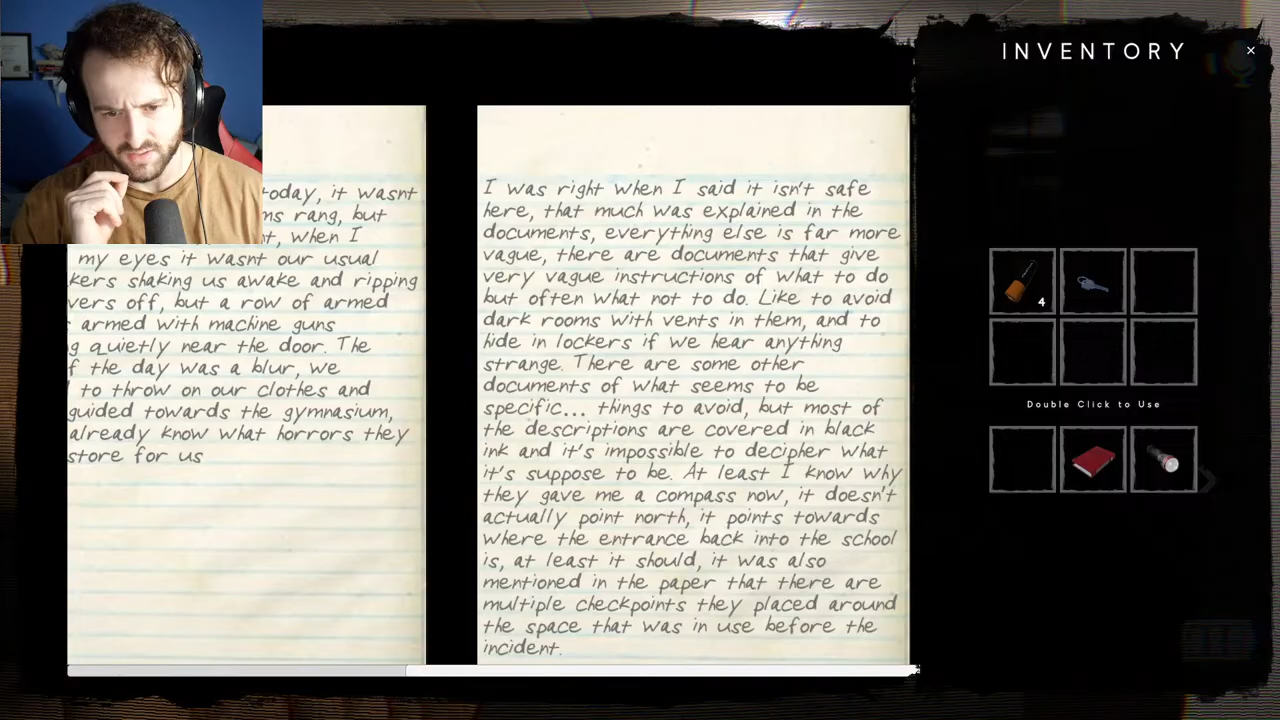 today, it wasnt
ms rang, but
t, when I
my eyes it wasnt our usual
kers shaking us awake and ripping
vers off, but a row of armed
armed with machine guns
g quietly near the door. The
f the day was a blur, we
to throw on our clothes and
guided towards the gymnasium,
already know what horrors they
store for us
I was right when I said it isn't safe
here, that much was explained in the
documents, everything else is far more
vague, there are documents that give
very vague instructions of what to do
but often what not to do. Like to avoid
dark rooms with vents in them, and to
hide in lockers if we hear anything
strange. There are some other
documents of what seems to be
specific... things to avoid, but most of
the descriptions are covered in black
ink and it's impossible to decipher what
it's suppose to be. At least I know why
they gave me a compass now, it doesn't
actually point north, it points towards
where the entrance back into the school
is, at least it should, it was also
mentioned in the paper that there are
multiple checkpoints they placed around
the space that was in use before the
incident.
INVENTORY
×
4
Double Click to Use